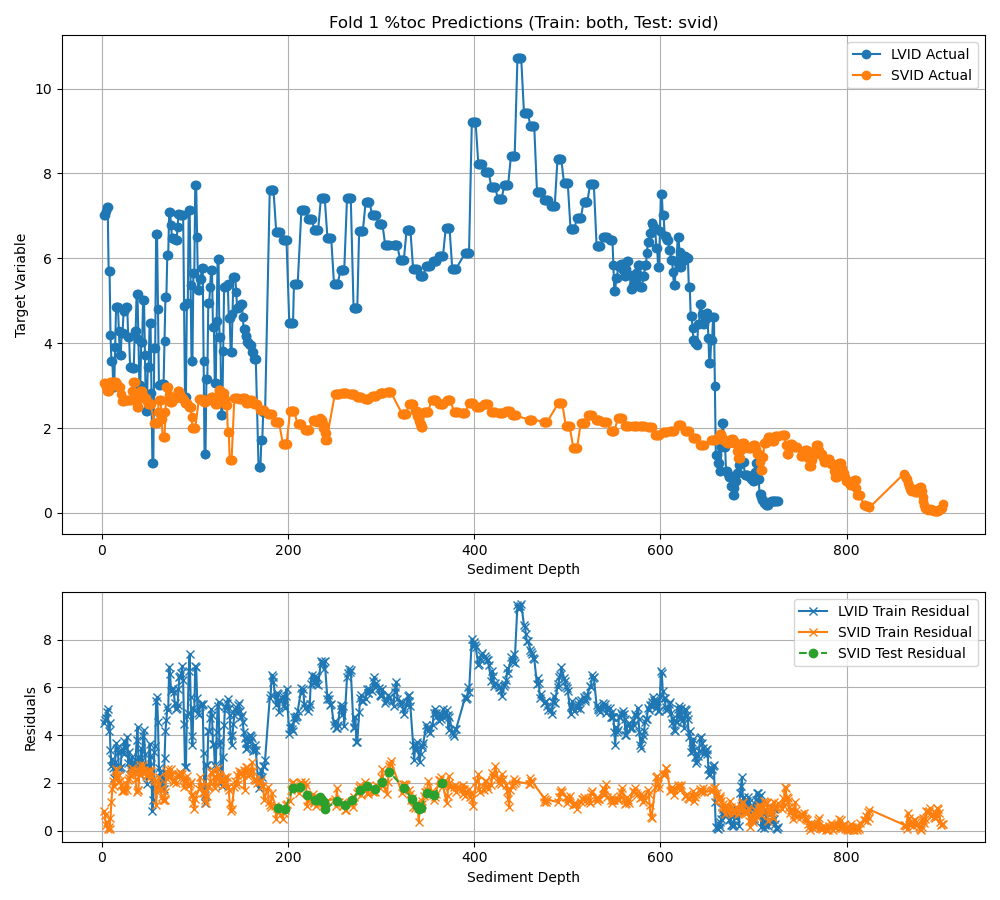 Fold 1 %toc Predictions (Train: both, Test: svid)
LVID Actual
SVID Actual
Target Variable
10
8
6
4
2
0
0 200 400 600 800
Sediment Depth
LVID Train Residual
SVID Train Residual
SVID Test Residual
Residuals
8
6
4
2
0
0 200 400 600 800
Sediment Depth